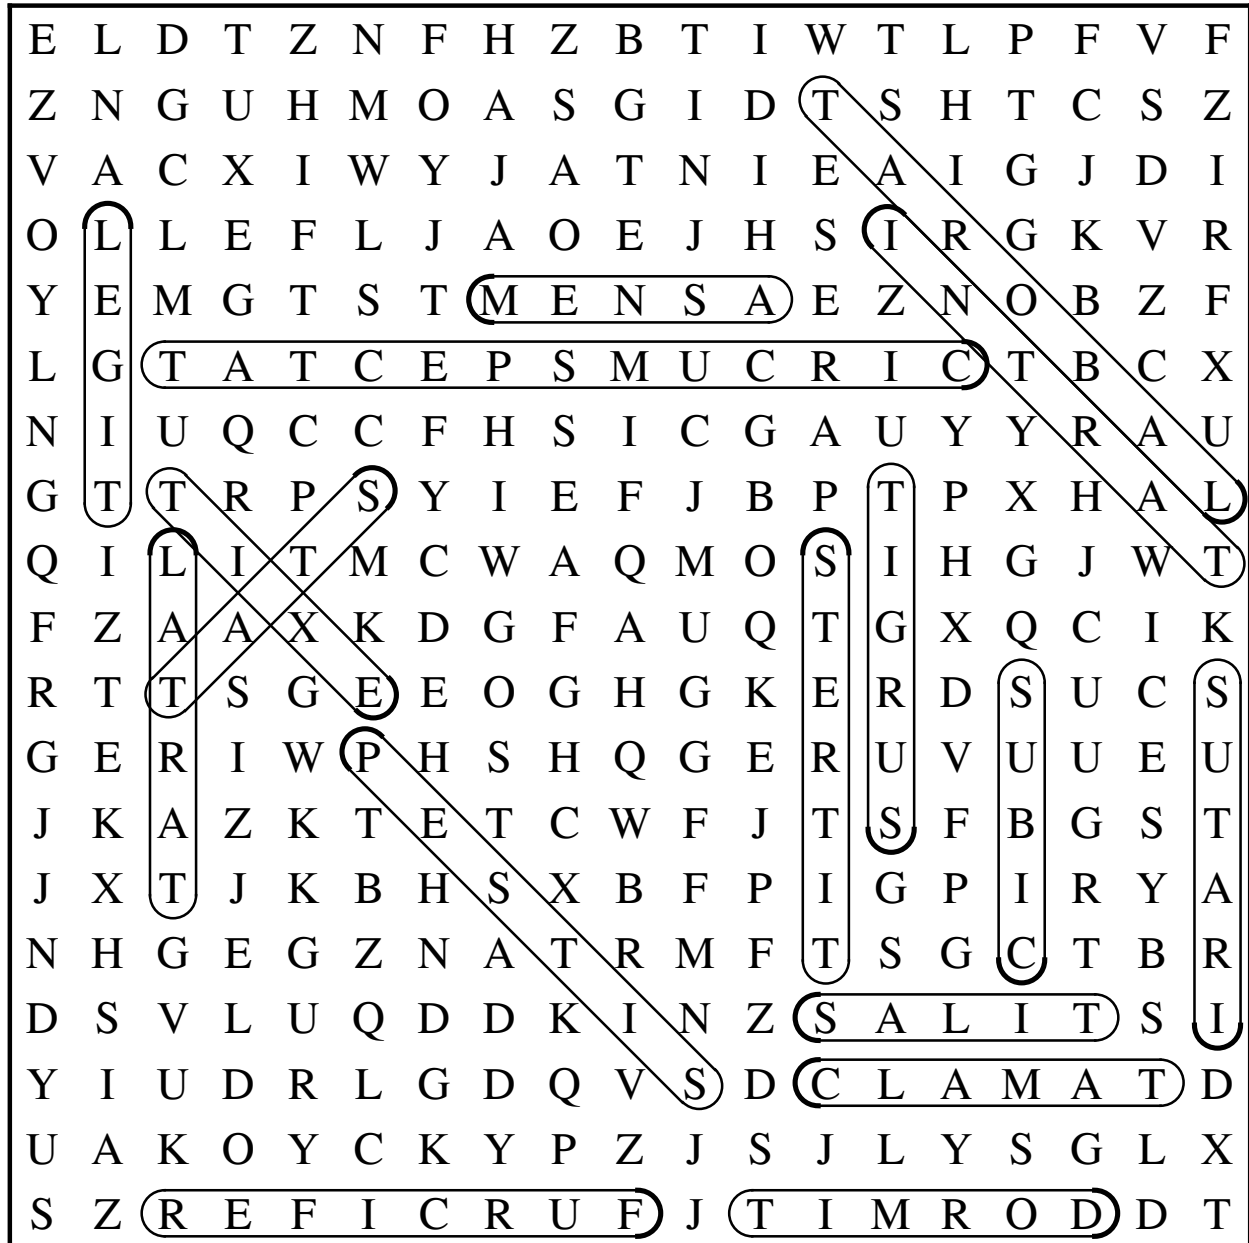 E L D T Z N F H Z B T I W T L P F V F
Z N G U H M O A S G I D T S H T C S Z
V A C X I W Y J A T N I E A I G J D I
O L L E F L J A O E J H S I R G K V R
Y E M G T S T M E N S A E Z N O B Z F
L G T A T C E P S M U C R I C T B C X
N I U Q C C F H S I C G A U Y Y R A U
G T T R P S Y I E F J B P T P X H A L
Q I L I T M C W A Q M O S I H G J W T
F Z A A X K D G F A U Q T G X Q C I K
R T T S G E E O G H G K E R D S U C S
G E R I W P H S H Q G E R U V U U E U
J K A Z K T E T C W F J T S F B G S T
J X T J K B H S X B F P I G P I R Y A
N H G E G Z N A T R M F T S G C T B R
D S V L U Q D D K I N Z S A L I T S I
Y I U D R L G D Q V S D C L A M A T D
U A K O Y C K Y P Z J S J L Y S G L X
S Z R E F I C R U F J T I M R O D D T